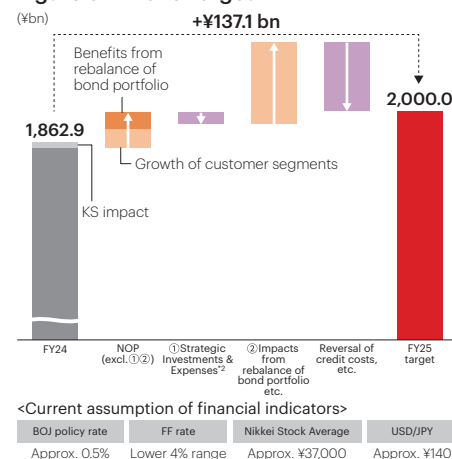 (¥bn)
+¥137.1 bn
Benefits from
rebalance of
bond portfolio
2,000.0
1,862.9
Growth of customer segments
KS impact
FY24
NOP
(excl.①②)
①Strategic
Investments &
Expenses*2
②Impacts
from
rebalance of
bond portfolio
etc.
Reversal of
credit costs,
etc.
FY25
target
<Current assumption of financial indicators>
BOJ policy rate FF rate Nikkei Stock Average USD/JPY
Approx. 0.5% Lower 4% range Approx. ¥37,000 Approx. ¥140